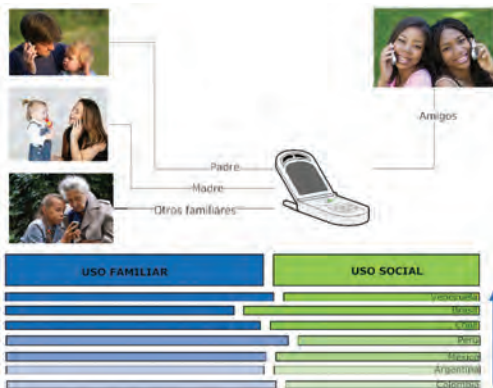 Amigos
Padre
Madre
Otros familiares
USO FAMILIAR
USO SOCIAL
Venezuela
Brasil
Chile
Perú
México
Argentina
Colombia